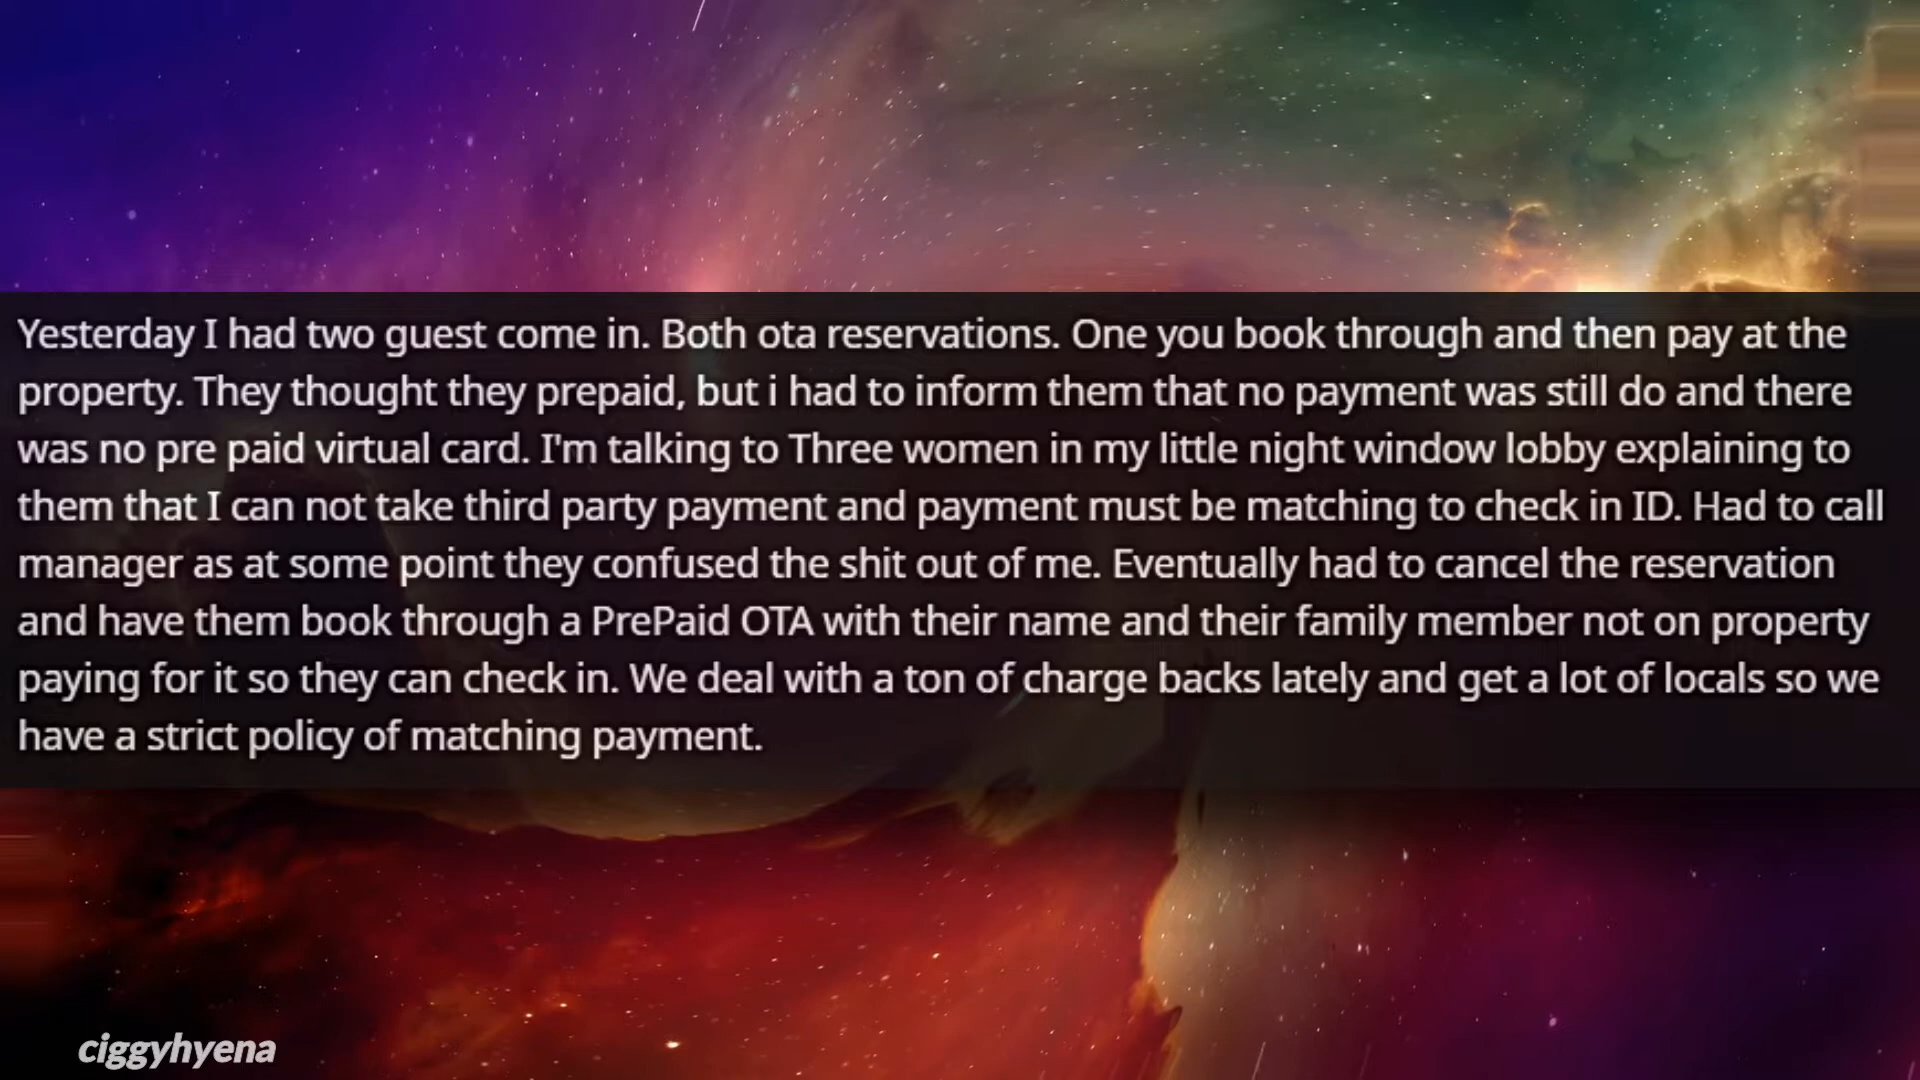 Yesterday I had two guest come in. Both ota reservations. One you book through and then pay at the
property. They thought they prepaid, but i had to inform them that no payment was still do and there
was no pre paid virtual card. I'm talking to Three women in my little night window lobby explaining to
them that I can not take third party payment and payment must be matching to check in ID. Had to call
manager as at some point they confused the shit out of me. Eventually had to cancel the reservation
and have them book through a PrePaid OTA with their name and their family member not on property
paying for it so they can check in. We deal with a ton of charge backs lately and get a lot of locals so we
have a strict policy of matching payment.
ciggyhyena